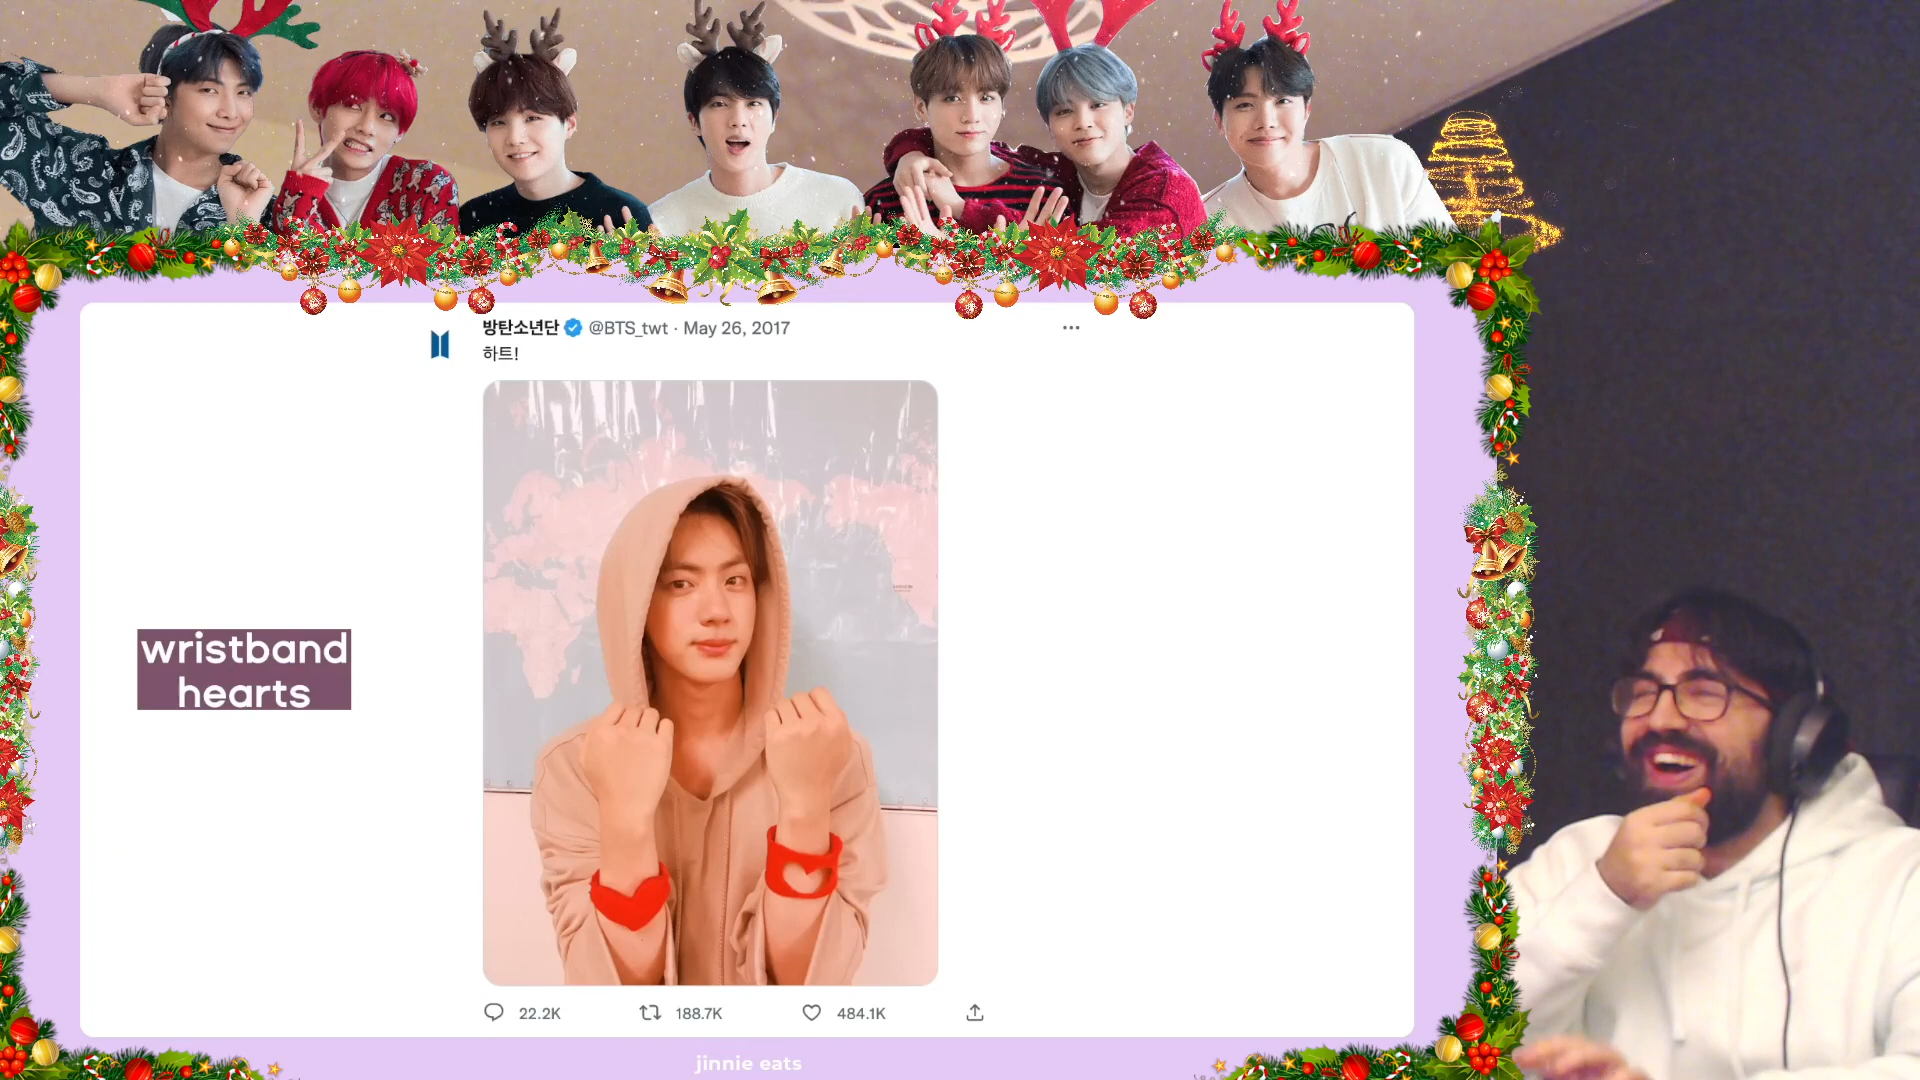 방탄소년단 @BTS_twt · May 26, 2017
하트!
wristband
hearts
22.2K 188.7K 484.1K
jinnie eats